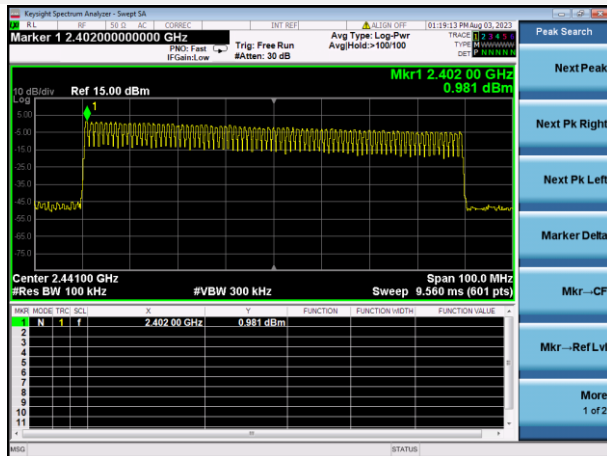 Keysight Spectrum Analyzer - Swept SA
RL RF 50 Ω AC CORREC INT REF ALIGN OFF 01:19:13 PM Aug 03, 2023
Marker 1 2.402000000000 GHz
PNO: Fast
IFGain:Low
Trig: Free Run
#Atten: 30 dB
Avg Type: Log-Pwr
Avg|Hold:>100/100
TRACE 1 2 3 4 5 6
TYPE M WWWWW
DET P N N N N N
Peak Search
Mkr1 2.402 00 GHz
0.981 dBm
10 dB/div Ref 15.00 dBm
Log
1
5.00
-5.00
-15.0
-25.0
-35.0
-45.0
-55.0
-65.0
-75.0
Center 2.44100 GHz Span 100.0 MHz
#Res BW 100 kHz #VBW 300 kHz Sweep 9.560 ms (601 pts)
MKR MODE TRC SCL X Y FUNCTION FUNCTION WIDTH FUNCTION VALUE
1 N 1 f 2.402 00 GHz 0.981 dBm
2
3
4
5
6
7
8
9
10
11
MSG STATUS
Next Peak
Next Pk Right
Next Pk Left
Marker Delta
Mkr→CF
Mkr→Ref Lvl
More
1 of 2